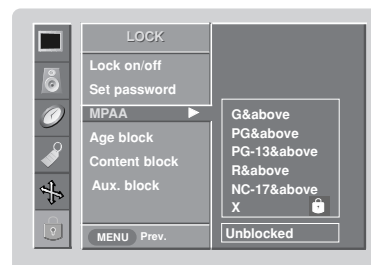 LOCK
Lock on/off
Set password
MPAA
Age block
Content block
Aux. block
MENU Prev.
G&above
PG&above
PG-13&above
R&above
NC-17&above
X
Unblocked